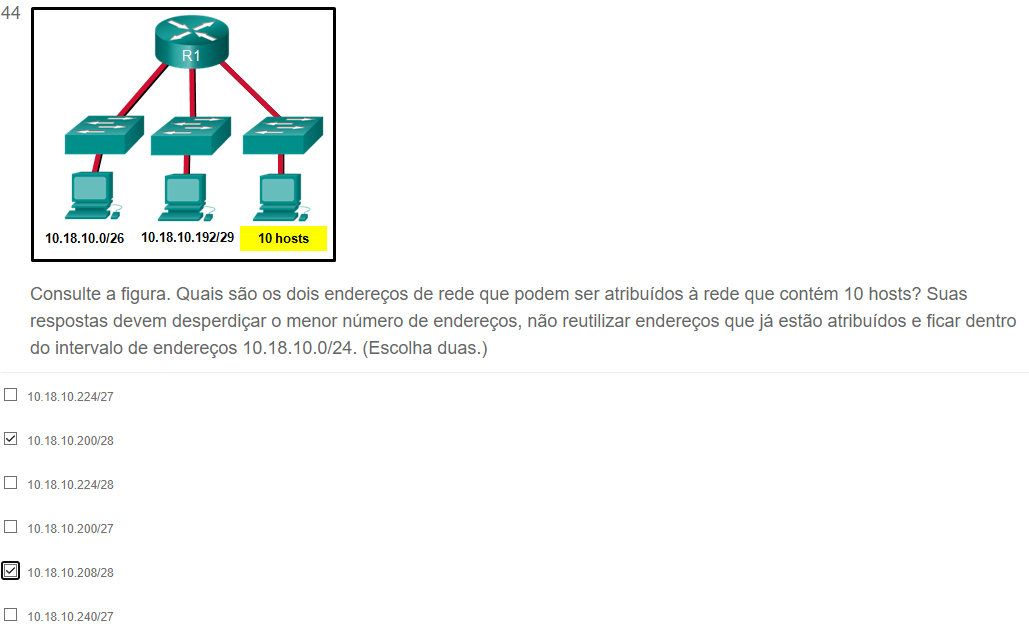 44
R1
10.18.10.0/26 10.18.10.192/29 10 hosts
Consulte a figura. Quais são os dois endereços de rede que podem ser atribuídos à rede que contém 10 hosts? Suas
respostas devem desperdiçar o menor número de endereços, não reutilizar endereços que já estão atribuídos e ficar dentro
do intervalo de endereços 10.18.10.0/24. (Escolha duas.)
10.18.10.224/27
10.18.10.200/28
10.18.10.224/28
10.18.10.200/27
10.18.10.208/28
10.18.10.240/27